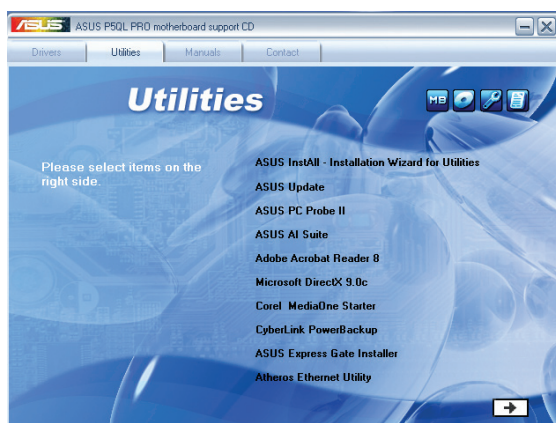 ASUS ASUS P5QL PRO motherboard support CD
Drivers Utilities Manuals Contact
Utilities
MB
Please select items on the
right side.
ASUS InstAll - Installation Wizard for Utilities
ASUS Update
ASUS PC Probe II
ASUS AI Suite
Adobe Acrobat Reader 8
Microsoft DirectX 9.0c
Corel MediaOne Starter
CyberLink PowerBackup
ASUS Express Gate Installer
Atheros Ethernet Utility